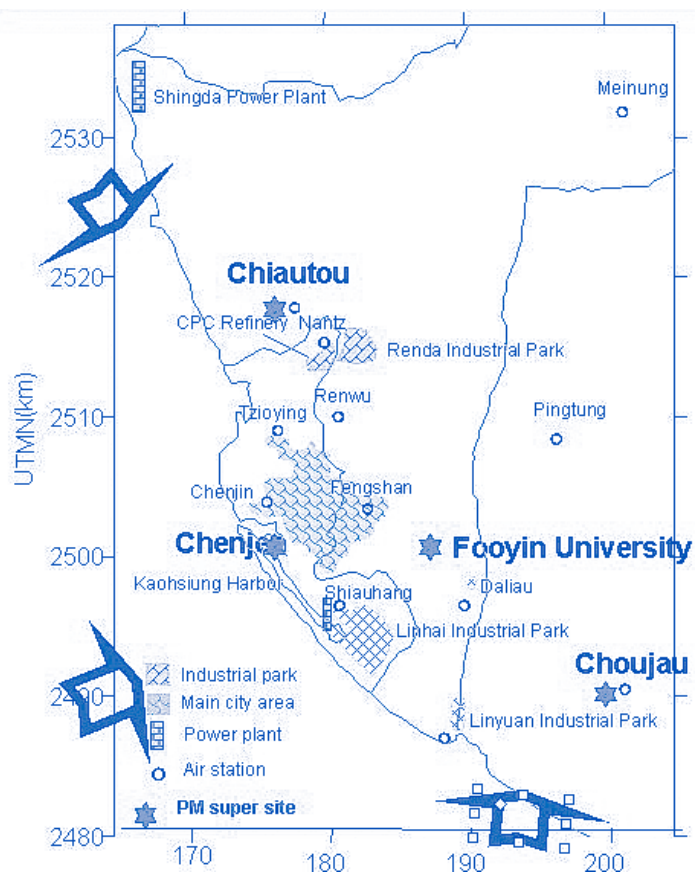 Meinung
Shingda Power Plant
2530
2520
Chiautou
CPC Refinery Nantz
Renda Industrial Park
UTMN(km)
2510
Renwu
Tzioying
Pingtung
Chenjin
Fengshan
2500
Fooyin University
Kaohsiung Harbor
Shiauhang
Daliau
Linhai Industrial Park
Choujau
Industrial park
2490
Main city area
Linyuan Industrial Park
Power plant
Air station
PM super site
2480
170
180
190
200